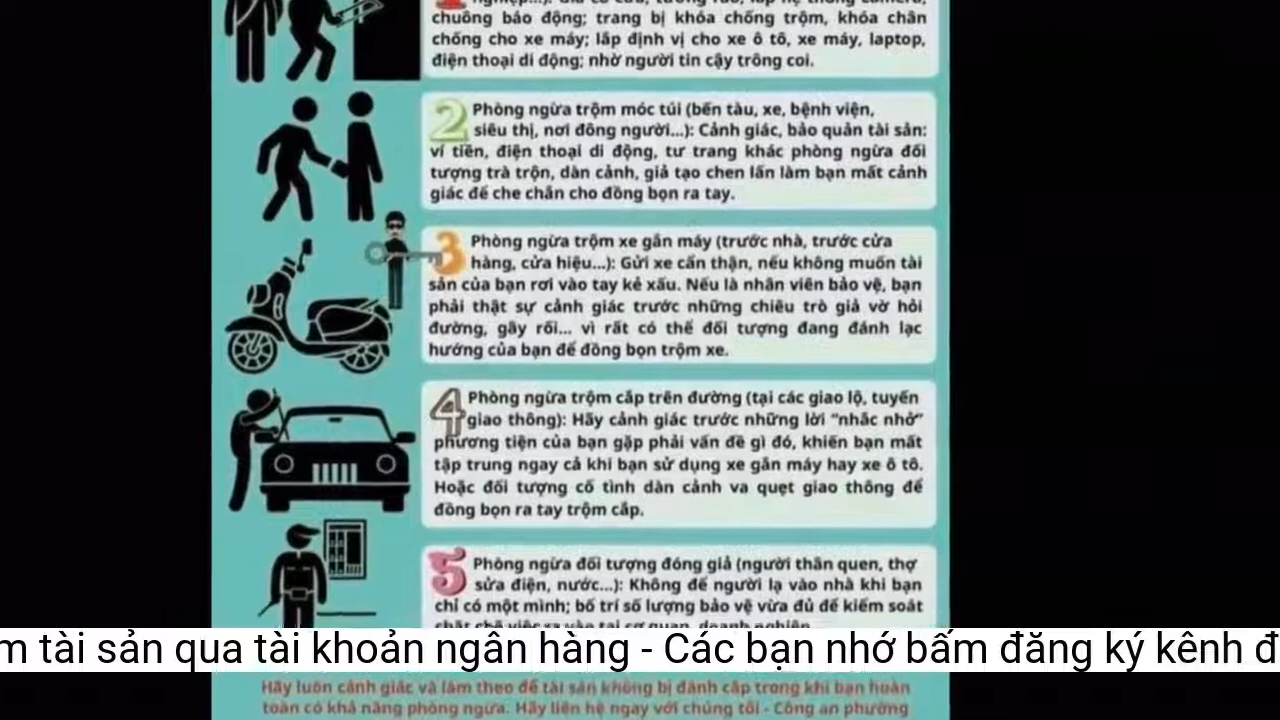 chuông báo động; trang bị khóa chống trộm, khóa chân
chống cho xe máy; lắp định vị cho xe ô tô, xe máy, laptop,
điện thoại di động; nhờ người tin cậy trông coi.
2 Phòng ngừa trộm móc túi (bến tàu, xe, bệnh viện,
siêu thị, nơi đông người...): Cảnh giác, bảo quản tài sản:
ví tiền, điện thoại di động, tư trang khác phòng ngừa đối
tượng trà trộn, dàn cảnh, giả tạo chen lấn làm bạn mất cảnh
giác để che chắn cho đồng bọn ra tay.
3 Phòng ngừa trộm xe gắn máy (trước nhà, trước cửa
hàng, cửa hiệu...): Gửi xe cẩn thận, nếu không muốn tài
sản của bạn rơi vào tay kẻ xấu. Nếu là nhân viên bảo vệ, bạn
phải thật sự cảnh giác trước những chiêu trò giả vờ hỏi
đường, gây rối... vì rất có thể đối tượng đang đánh lạc
hướng của bạn để đồng bọn trộm xe.
4 Phòng ngừa trộm cắp trên đường (tại các giao lộ, tuyến
giao thông): Hãy cảnh giác trước những lời “nhắc nhở”
phương tiện của bạn gặp phải vấn đề gì đó, khiến bạn mất
tập trung ngay cả khi bạn sử dụng xe gắn máy hay xe ô tô.
Hoặc đối tượng cố tình dàn cảnh va quẹt giao thông để
đồng bọn ra tay trộm cắp.
5 Phòng ngừa đối tượng đóng giả (người thân quen, thợ
sửa điện, nước...): Không để người lạ vào nhà khi bạn
chỉ có một mình; bố trí số lượng bảo vệ vừa đủ để kiểm soát
m tài sản qua tài khoản ngân hàng - Các bạn nhớ bấm đăng ký kênh đ
Hãy luôn cảnh giác và làm theo để tài sản không bị đánh cắp trong khi bạn hoàn
toàn có khả năng phòng ngừa. Hãy liên hệ ngay với chúng tôi - Công an phường